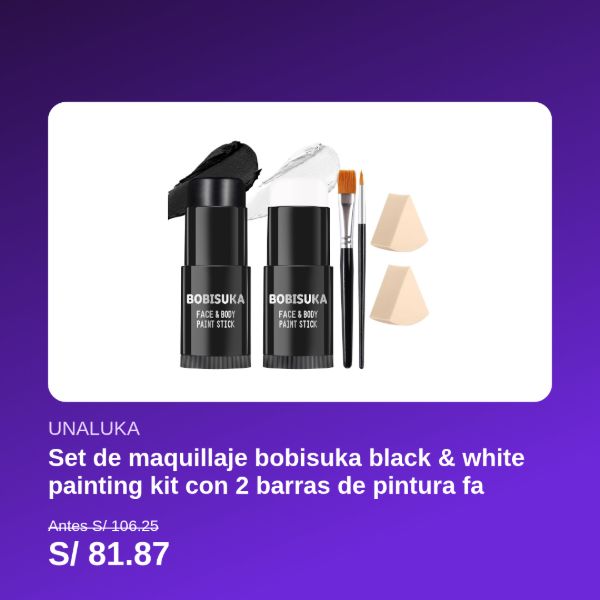 BOBISUKA
FACE & BODY
PAINT STICK
BOBISUKA
FACE & BODY
PAINT STICK
UNALUKA
Set de maquillaje bobisuka black & white
painting kit con 2 barras de pintura fa
Antes S/ 106.25
S/ 81.87